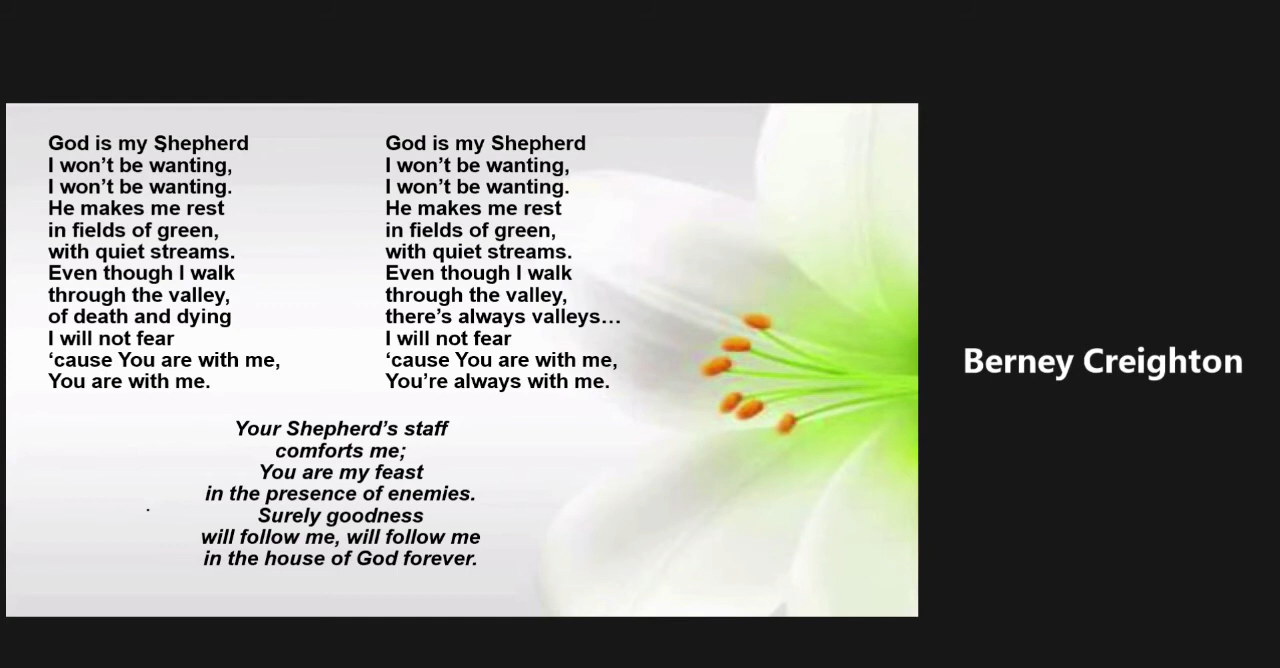 God is my Shepherd
I won’t be wanting,
I won’t be wanting.
He makes me rest
in fields of green,
with quiet streams.
Even though I walk
through the valley,
of death and dying
I will not fear
‘cause You are with me,
You are with me.
God is my Shepherd
I won’t be wanting,
I won’t be wanting.
He makes me rest
in fields of green,
with quiet streams.
Even though I walk
through the valley,
there’s always valleys…
I will not fear
‘cause You are with me,
You’re always with me.
Your Shepherd’s staff
comforts me;
You are my feast
in the presence of enemies.
Surely goodness
will follow me, will follow me
in the house of God forever.
Berney Creighton